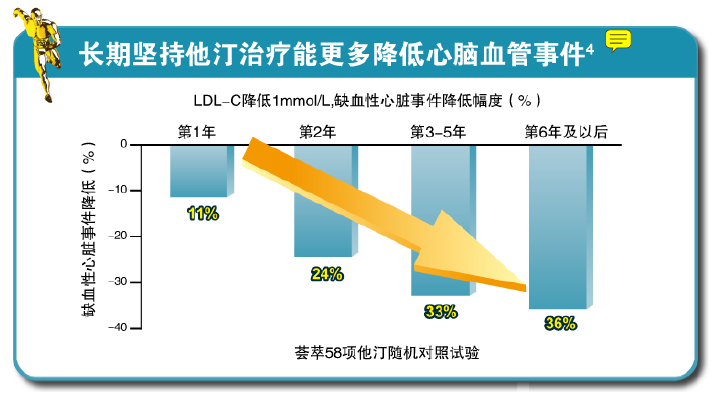 长期坚持他汀治疗能更多降低心脑血管事件4
LDL-C降低1mmol/L,缺血性心脏事件降低幅度（%）
第1年 第2年 第3-5年 第6年及以后
缺血性心脏事件降低（%）
0
-10
-20
-30
-40
11%
24%
33%
36%
荟萃58项他汀随机对照试验